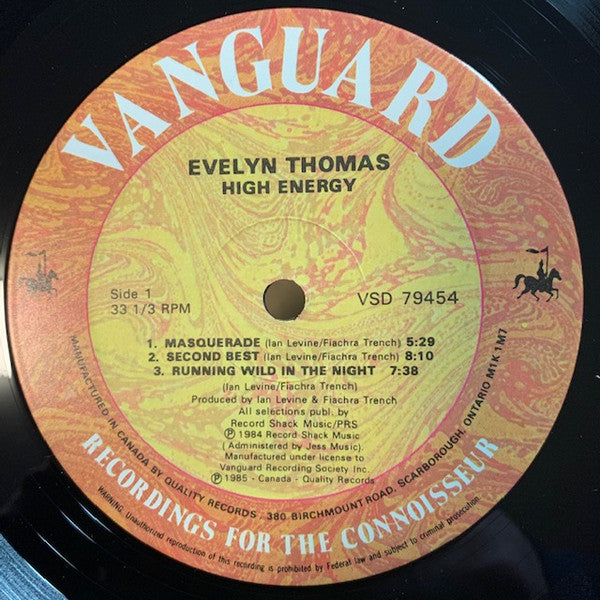 VANGUARD
EVELYN THOMAS
HIGH ENERGY
Side 1
33 1/3 RPM
VSD 79454
1. MASQUERADE (Ian Levine/Fiachra Trench) 5:29
2. SECOND BEST (Ian Levine/Fiachra Trench) 8:10
3. RUNNING WILD IN THE NIGHT 7:38
(Ian Levine/Fiachra Trench)
Produced by Ian Levine & Fiachra Trench
All selections publ. by
Record Shack Music/PRS
℗ 1984 Record Shack Music
(Administered by Jess Music).
Manufactured under license to
Vanguard Recording Society Inc.
℗ 1985 - Canada - Quality Records
MANUFACTURED IN CANADA BY QUALITY RECORDS. 380 BIRCHMOUNT ROAD, SCARBOROUGH, ONTARIO M1K 1M7
RECORDINGS FOR THE CONNOISSEUR
WARNING: Unauthorized reproduction of this recording is prohibited by Federal law and subject to criminal prosecution.